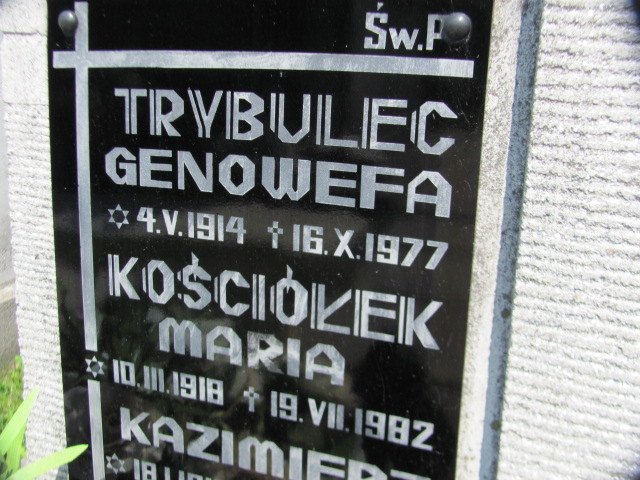 Św.P
TRYBULEC
GENOWEFA
✡ 4.V.1914 † 16.X.1977
KOŚCIÓŁEK
MARIA
✡ 10.III.1918 † 19.VII.1982